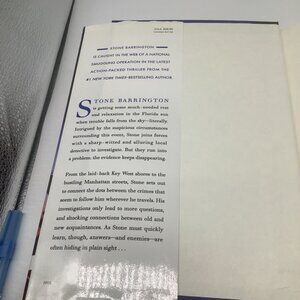 STONE BARRINGTON
IS CAUGHT IN THE WEB OF A NATIONAL
SMUGGLING OPERATION IN THE LATEST
ACTION-PACKED THRILLER FROM THE
#1 NEW YORK TIMES–BESTSELLING AUTHOR.
STONE BARRINGTON
is getting some much-needed rest
and relaxation in the Florida sun
when trouble falls from the sky—literally.
Intrigued by the suspicious circumstances
surrounding this event, Stone joins forces
with a sharp-witted and alluring local
detective to investigate. But they run into
a problem: the evidence keeps disappearing.
From the laid-back Key West shores to the
bustling Manhattan streets, Stone sets out
to connect the dots between the crimes that
seem to follow him wherever he travels. His
investigations only lead to more questions,
and shocking connections between old and
new acquaintances. As Stone must quickly
learn, though, answers—and enemies—are
often hiding in plain sight . . .